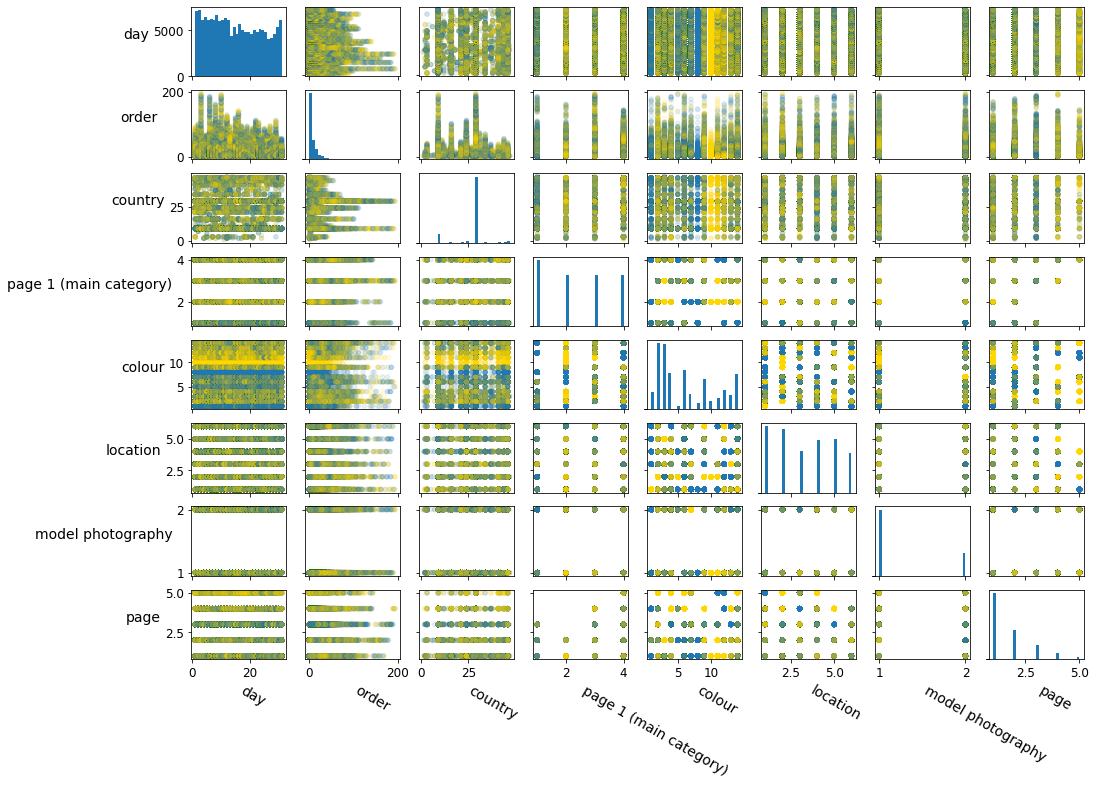 day 5000
0
order 200
0
country 25
0
page 1 (main category) 4
2
colour 10
5
location 5.0
2.5
model photography 2
1
page 5.0
2.5
0 20 0 200 0 25 2 4 5 10 2.5 5.0 1 2 2.5 5.0
day order country page 1 (main category) colour location model photography page